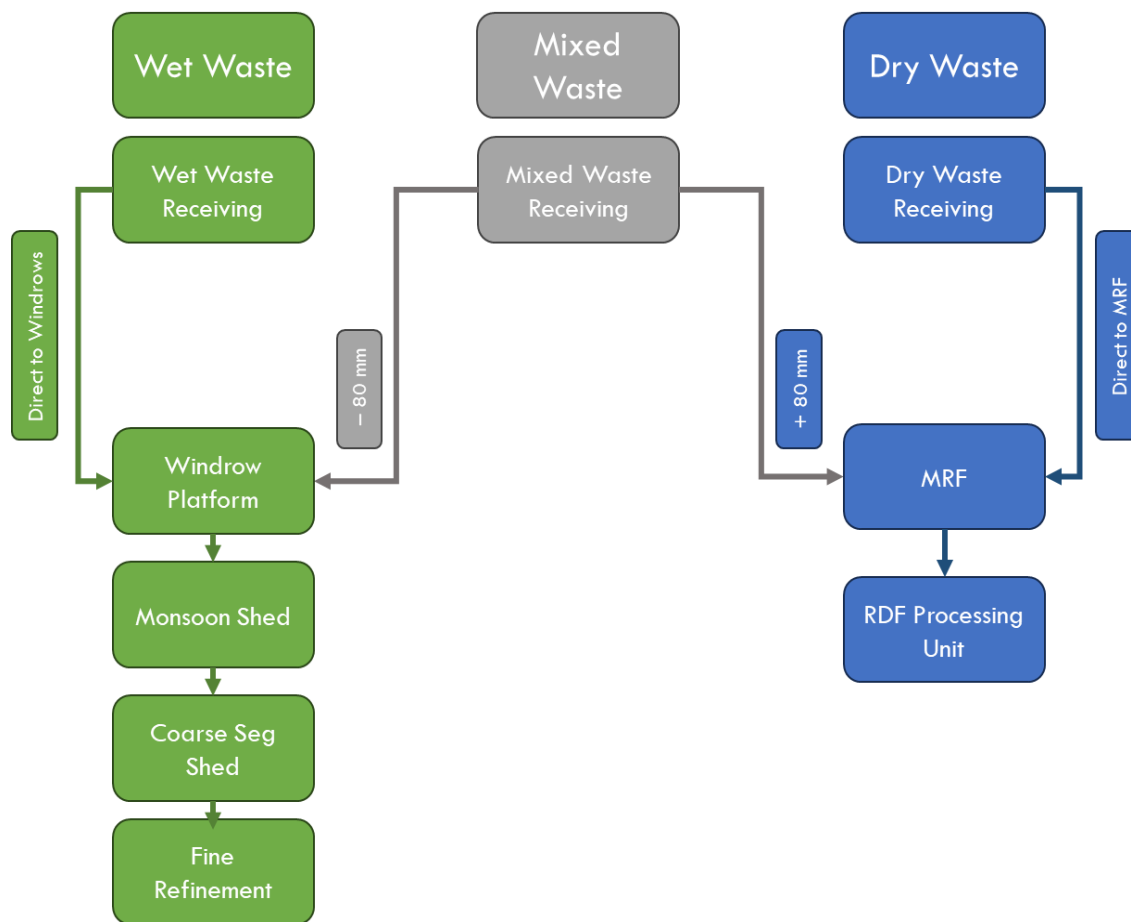 Wet Waste
Mixed
Waste
Dry Waste
Wet Waste
Receiving
Mixed Waste
Receiving
Dry Waste
Receiving
Direct to Windrows
– 80 mm
+ 80 mm
Direct to MRF
Windrow
Platform
MRF
Monsoon Shed
RDF Processing
Unit
Coarse Seg
Shed
Fine
Refinement